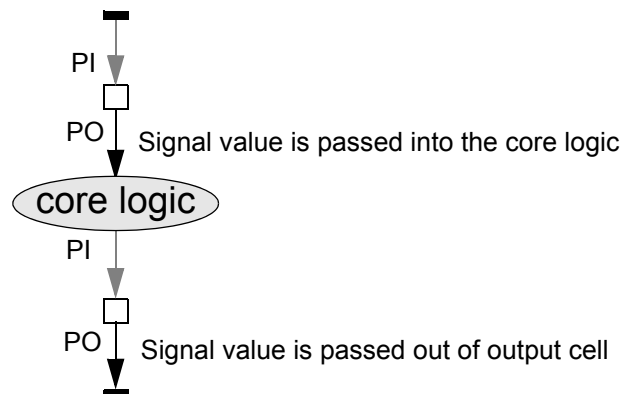 PI
PO
Signal value is passed into the core logic
core logic
PI
PO
Signal value is passed out of output cell